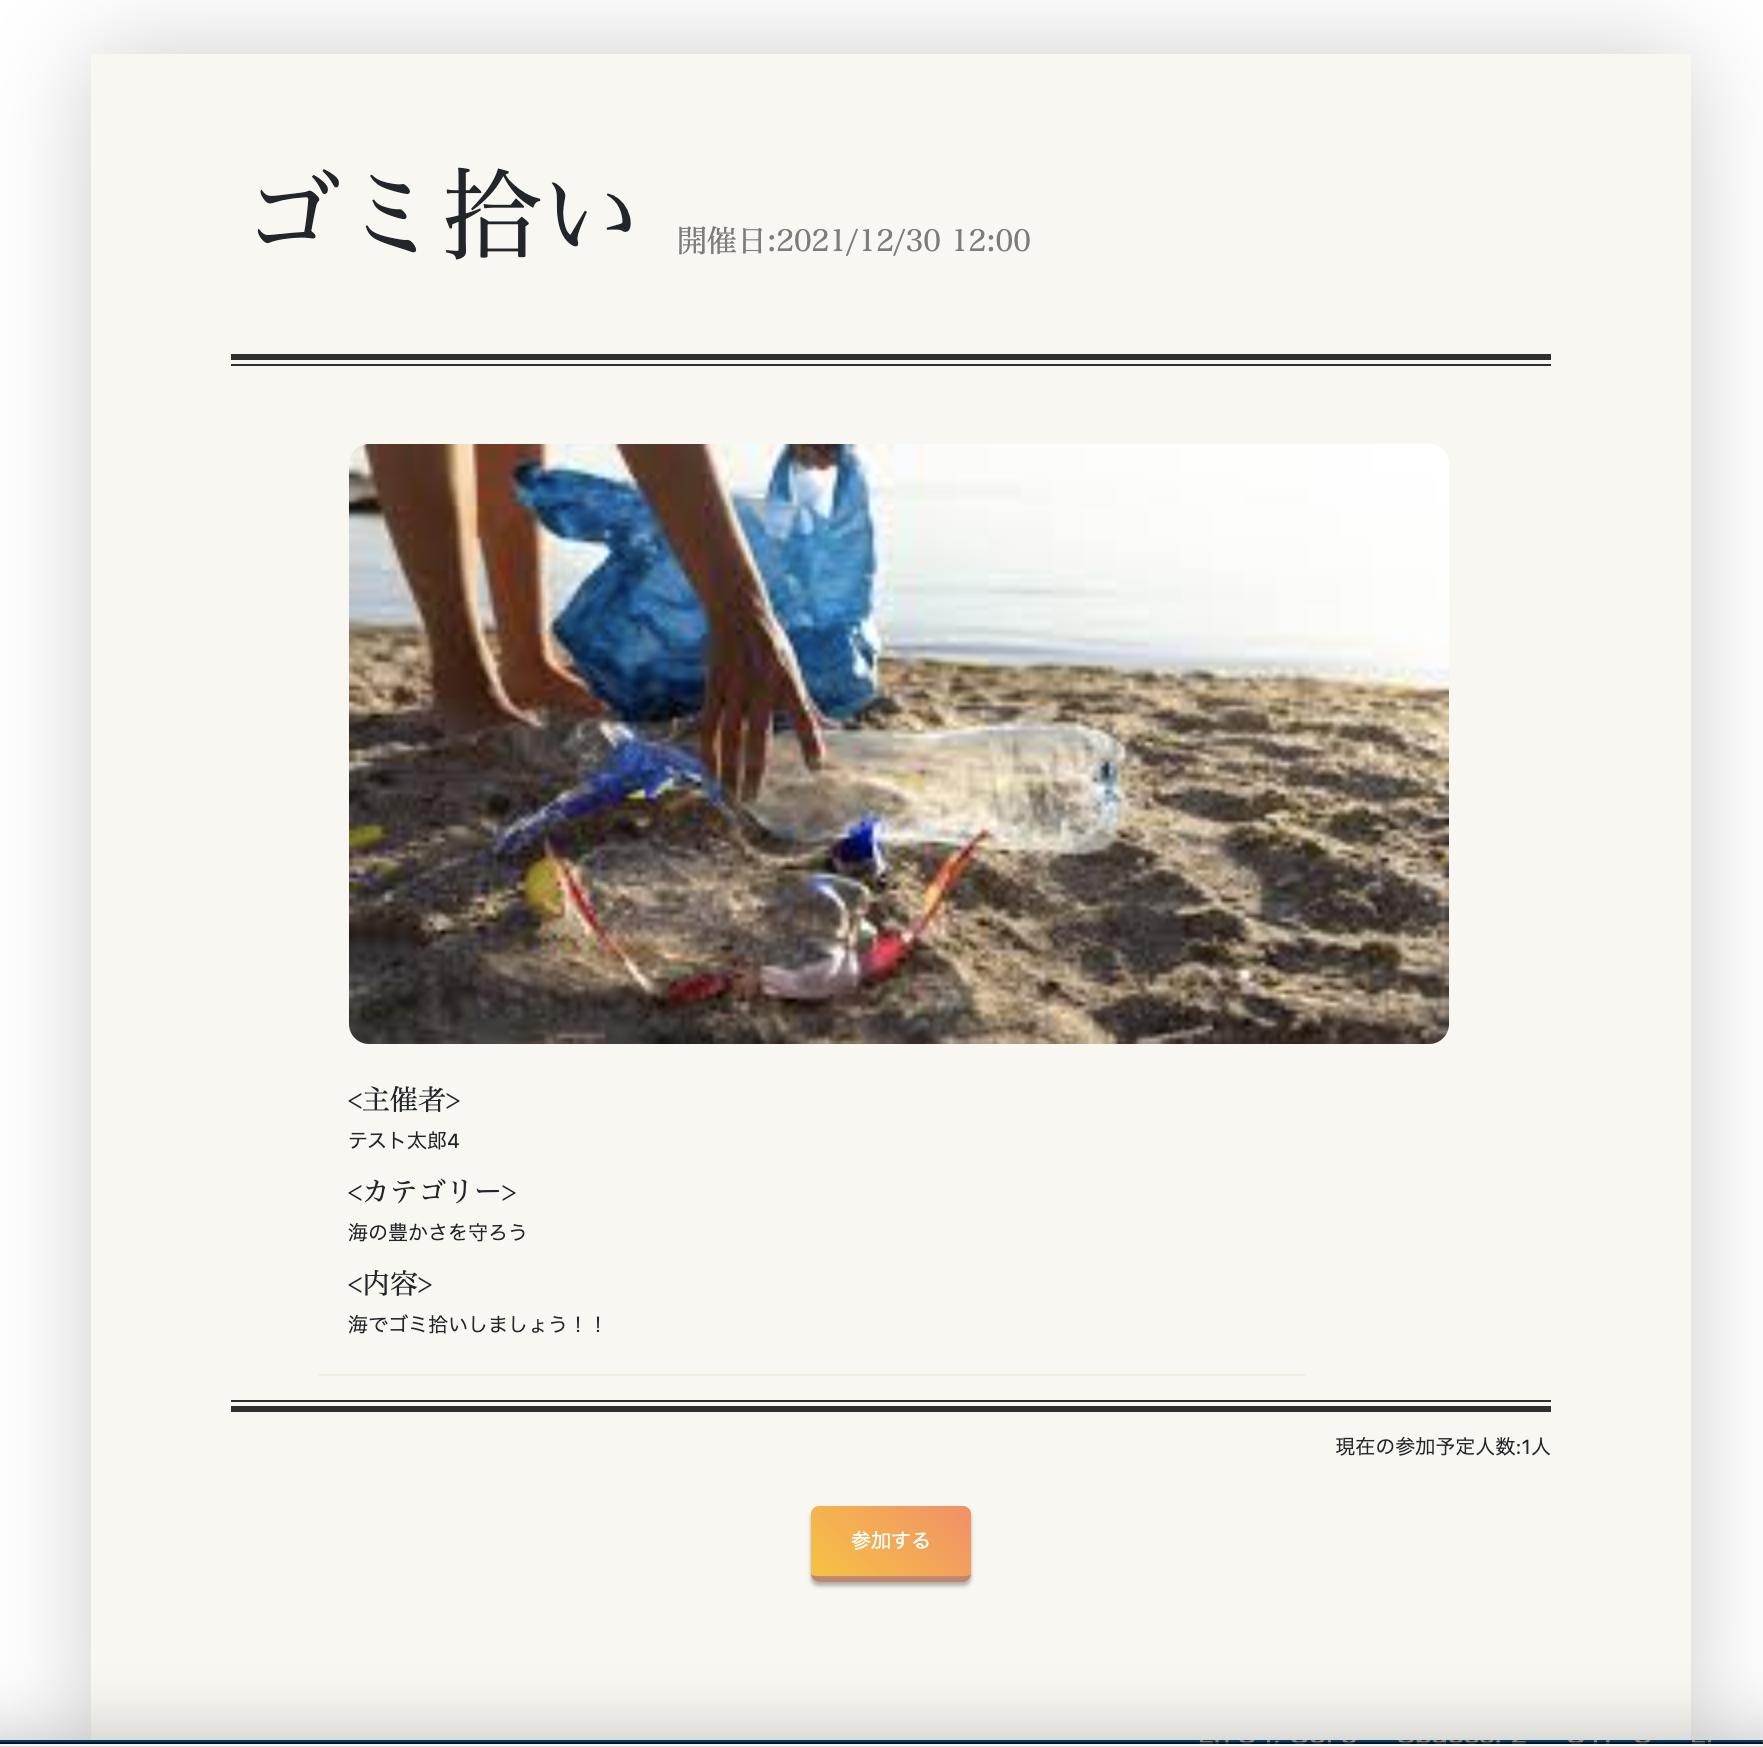 ゴミ拾い 開催日:2021/12/30 12:00
<主催者>
テスト太郎4
<カテゴリー>
海の豊かさを守ろう
<内容>
海でゴミ拾いしましょう！！
現在の参加予定人数:1人
参加する